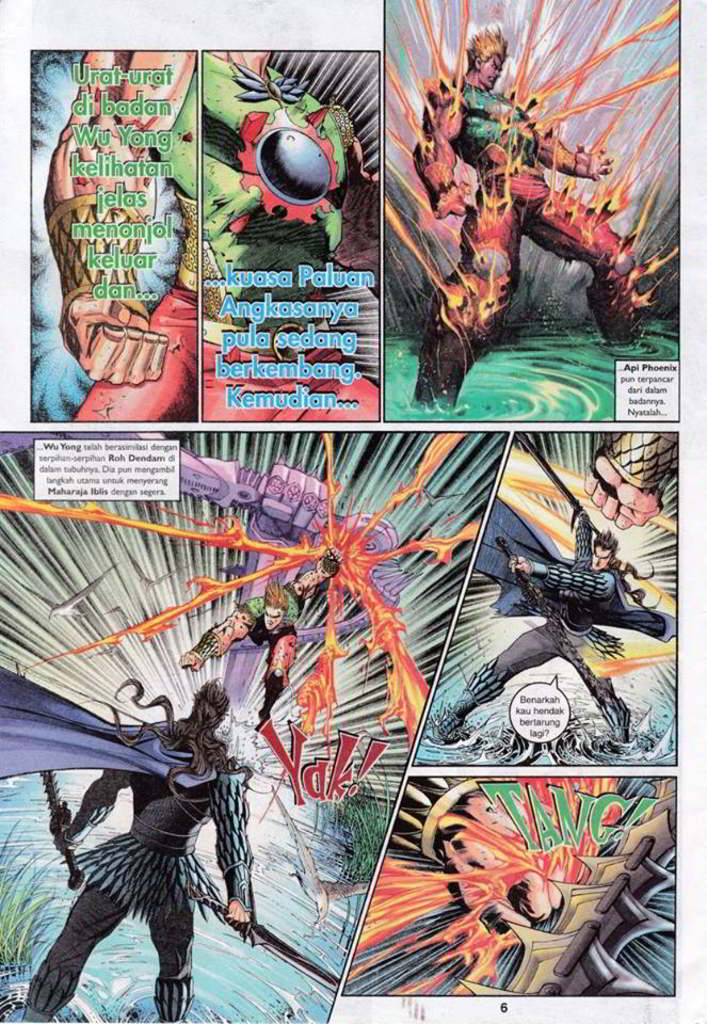 Urat-urat
di badan
Wu Yong
kelihatan
jelas
menonjol
keluar
dan...
...kuasa Paluan
Angkasanya
pula sedang
berkembang.
Kemudian...
...Api Phoenix
pun terpancar
dari dalam
badannya.
Nyatalah...
...Wu Yong telah berasimilasi dengan
serpihan-serpihan Roh Dendam di
dalam tubuhnya. Dia pun mengambil
langkah utama untuk menyerang
Maharaja Iblis dengan segera.
Yak!
Benarkah
kau hendak
bertarung
lagi?
TANG!
6